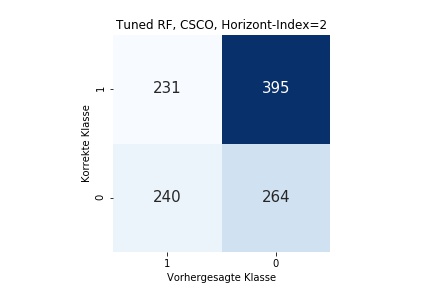 Tuned RF, CSCO, Horizont-Index=2
Korrekte Klasse
1
231
395
0
240
264
1
0
Vorhergesagte Klasse